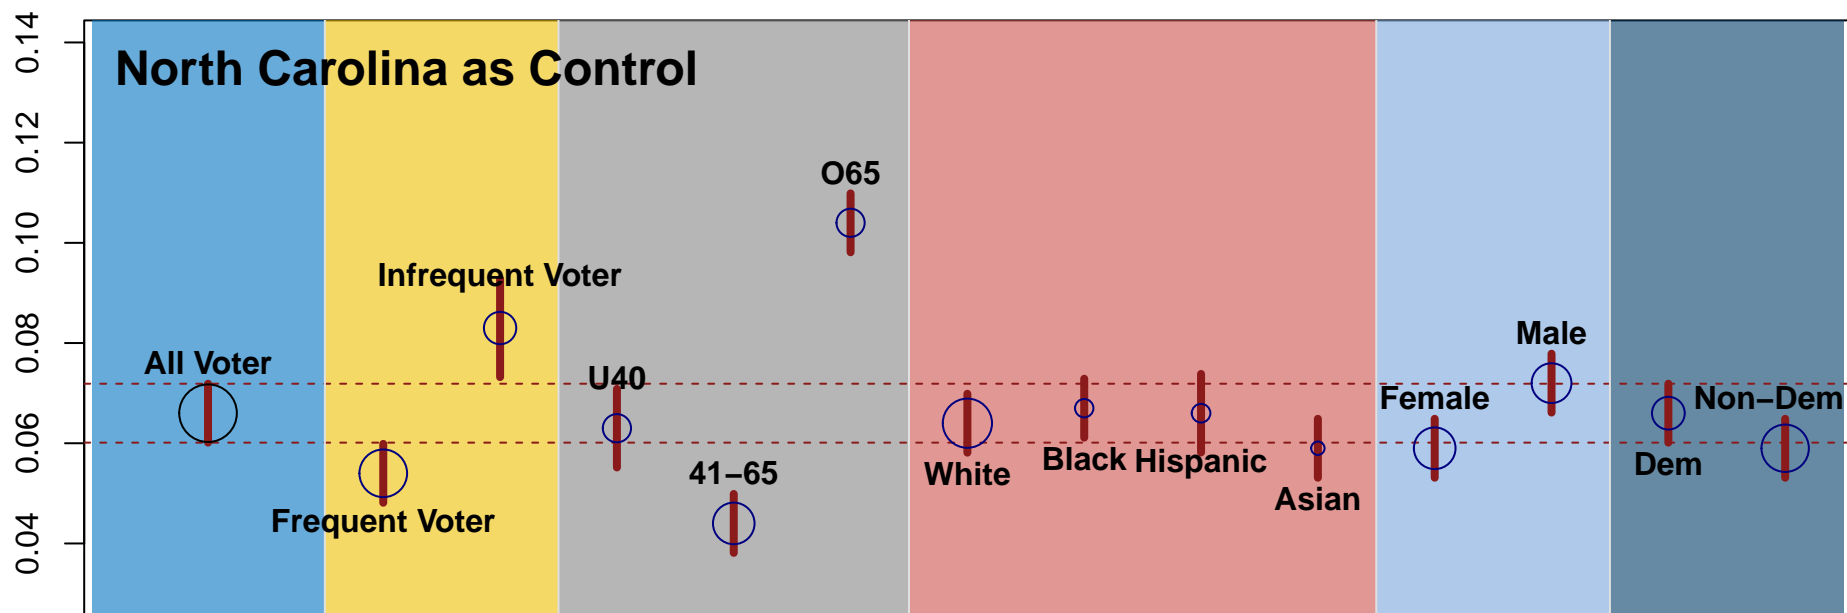 North Carolina as Control
0.14
0.12
0.10
0.08
0.06
0.04
All Voter
Frequent Voter
Infrequent Voter
U40
41−65
O65
White
Black
Hispanic
Asian
Female
Male
Dem
Non−Dem